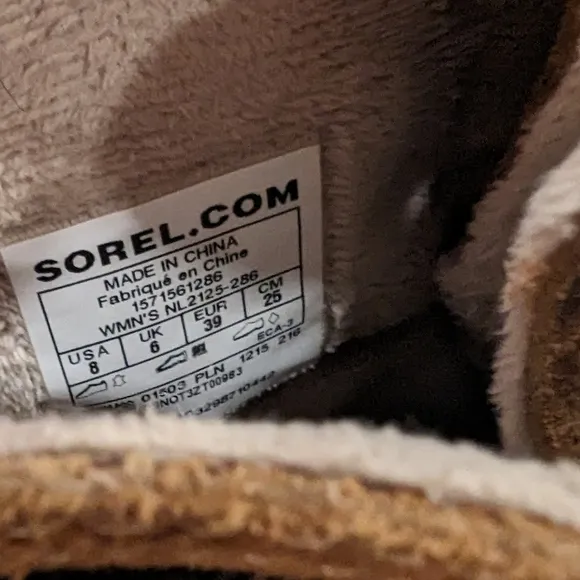 SOREL.COM
MADE IN CHINA
Fabriqué en Chine
1571561286
WMN'S NL2125-286
USA UK EUR CM
8 6 39 25
ECA-3
01503 PLN 1215 216